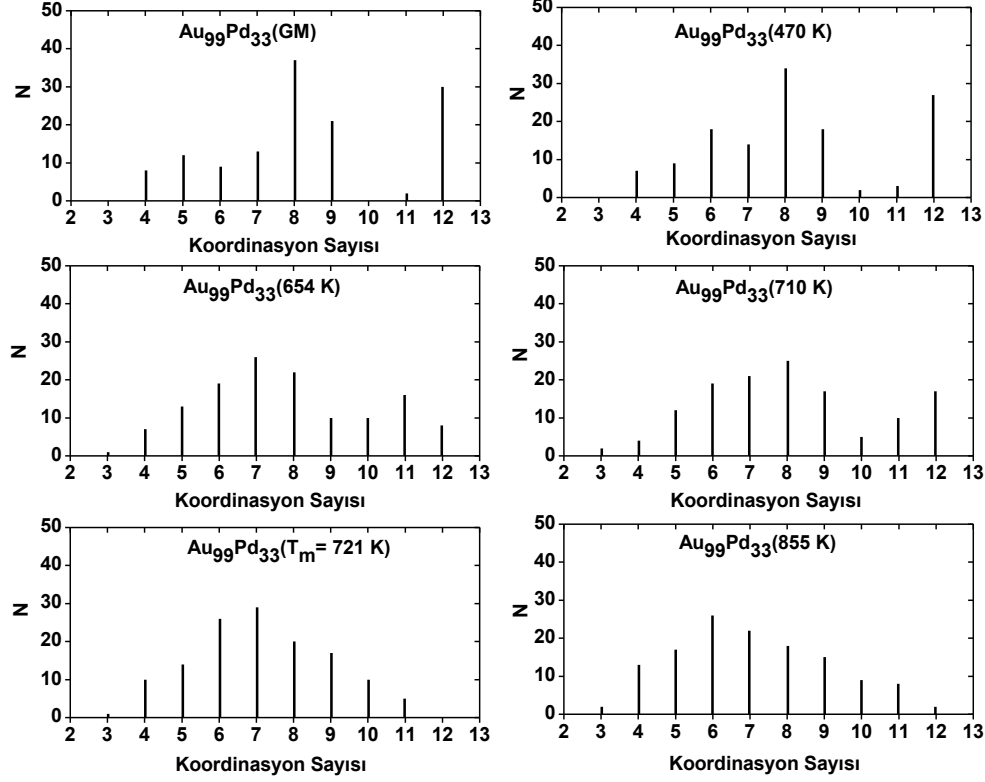 Au99Pd33(GM)
N
50
40
30
20
10
0
2 3 4 5 6 7 8 9 10 11 12 13
Koordinasyon Sayısı
Au99Pd33(470 K)
N
50
40
30
20
10
0
2 3 4 5 6 7 8 9 10 11 12 13
Koordinasyon Sayısı
Au99Pd33(654 K)
N
50
40
30
20
10
0
2 3 4 5 6 7 8 9 10 11 12 13
Koordinasyon Sayısı
Au99Pd33(710 K)
N
50
40
30
20
10
0
2 3 4 5 6 7 8 9 10 11 12 13
Koordinasyon Sayısı
Au99Pd33(Tm= 721 K)
N
50
40
30
20
10
0
2 3 4 5 6 7 8 9 10 11 12 13
Koordinasyon Sayısı
Au99Pd33(855 K)
N
50
40
30
20
10
0
2 3 4 5 6 7 8 9 10 11 12 13
Koordinasyon Sayısı